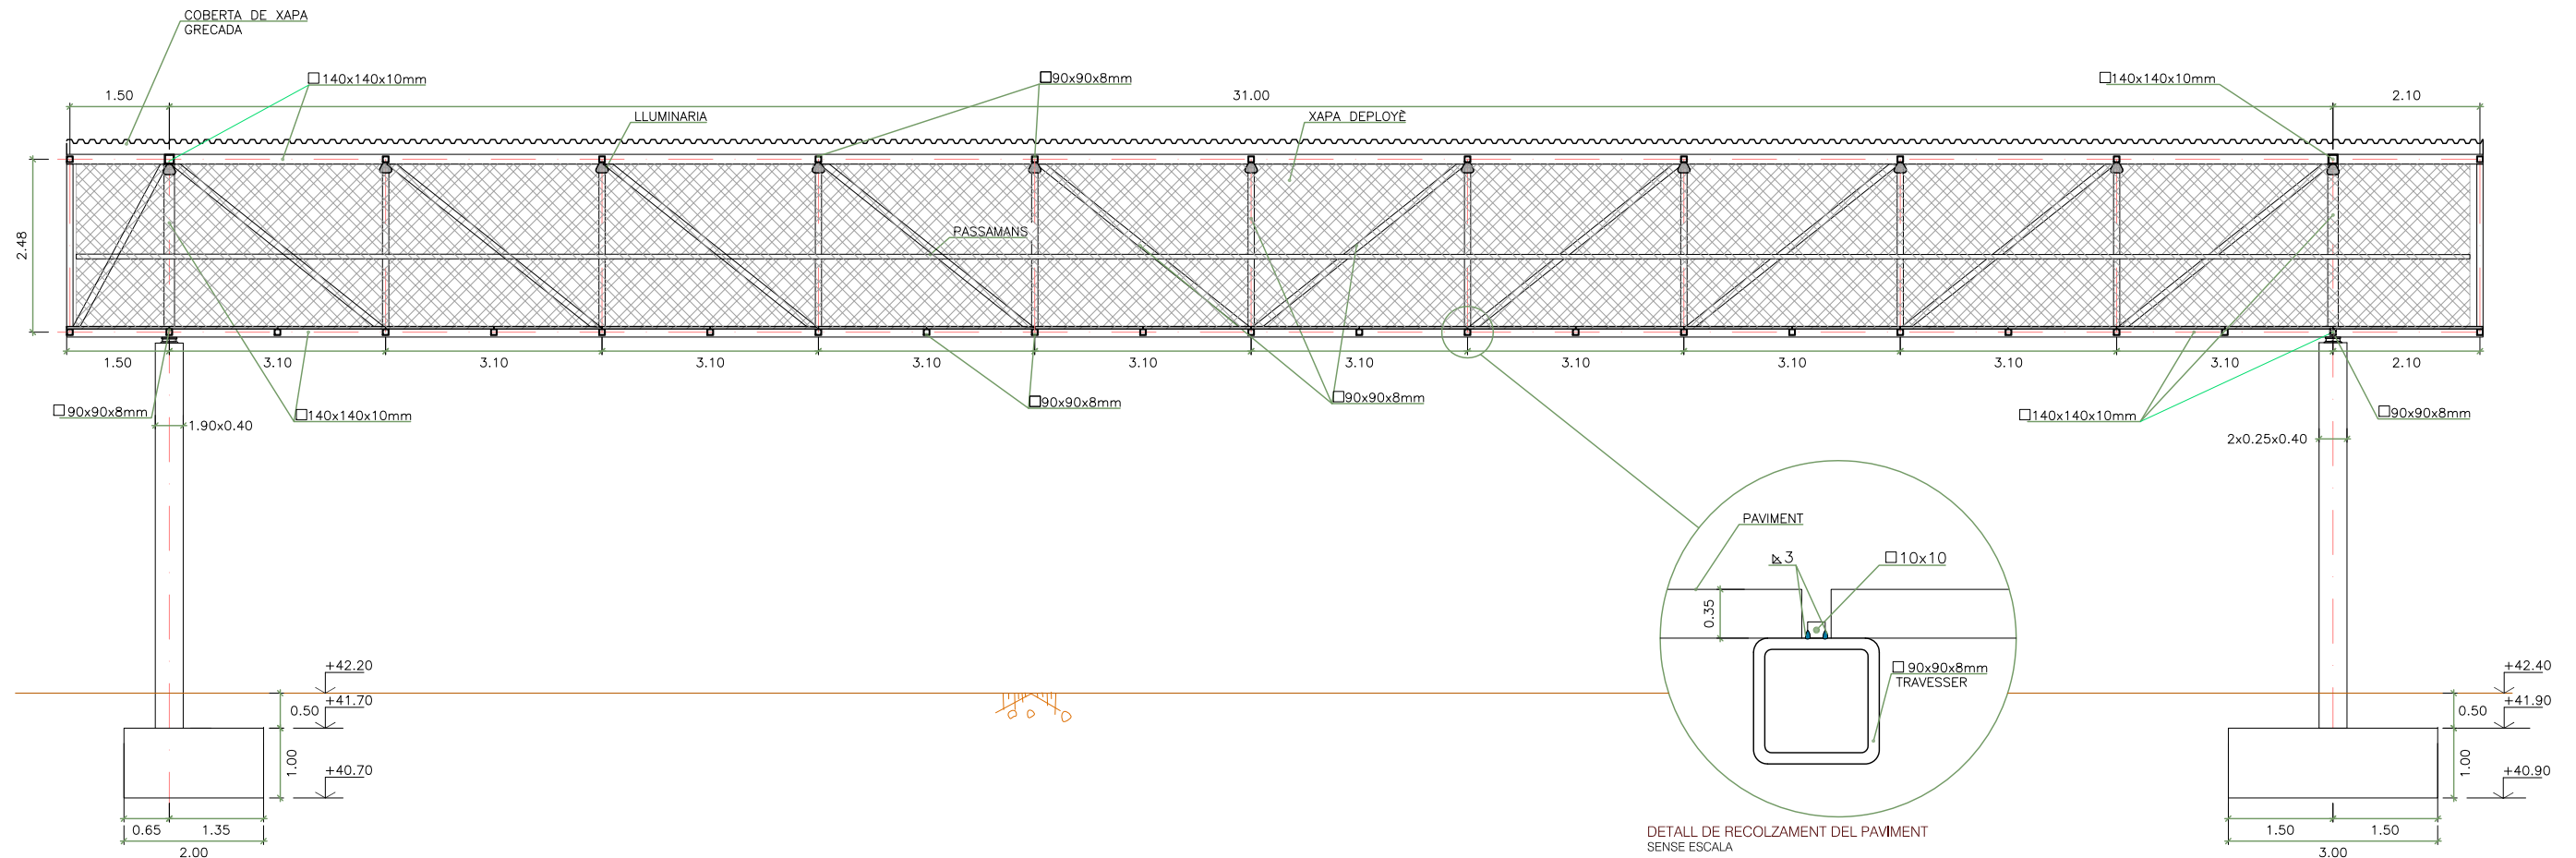 COBERTA DE XAPA
GRECADA
□140x140x10mm
□90x90x8mm
□140x140x10mm
1.50
31.00
2.10
LLUMINARIA
XAPA DEPLOYÈ
2.48
PASSAMANS
1.50
3.10
3.10
3.10
3.10
3.10
3.10
3.10
3.10
3.10
3.10
2.10
□90x90x8mm
□140x140x10mm
□90x90x8mm
□90x90x8mm
□140x140x10mm
□90x90x8mm
1.90x0.40
2x0.25x0.40
PAVIMENT
3
□10x10
0.35
□90x90x8mm
TRAVESSER
+42.20
+41.70
0.50
1.00
+40.70
+42.40
+41.90
0.50
1.00
+40.90
0.65
1.35
2.00
1.50
1.50
3.00
DETALL DE RECOLZAMENT DEL PAVIMENT
SENSE ESCALA